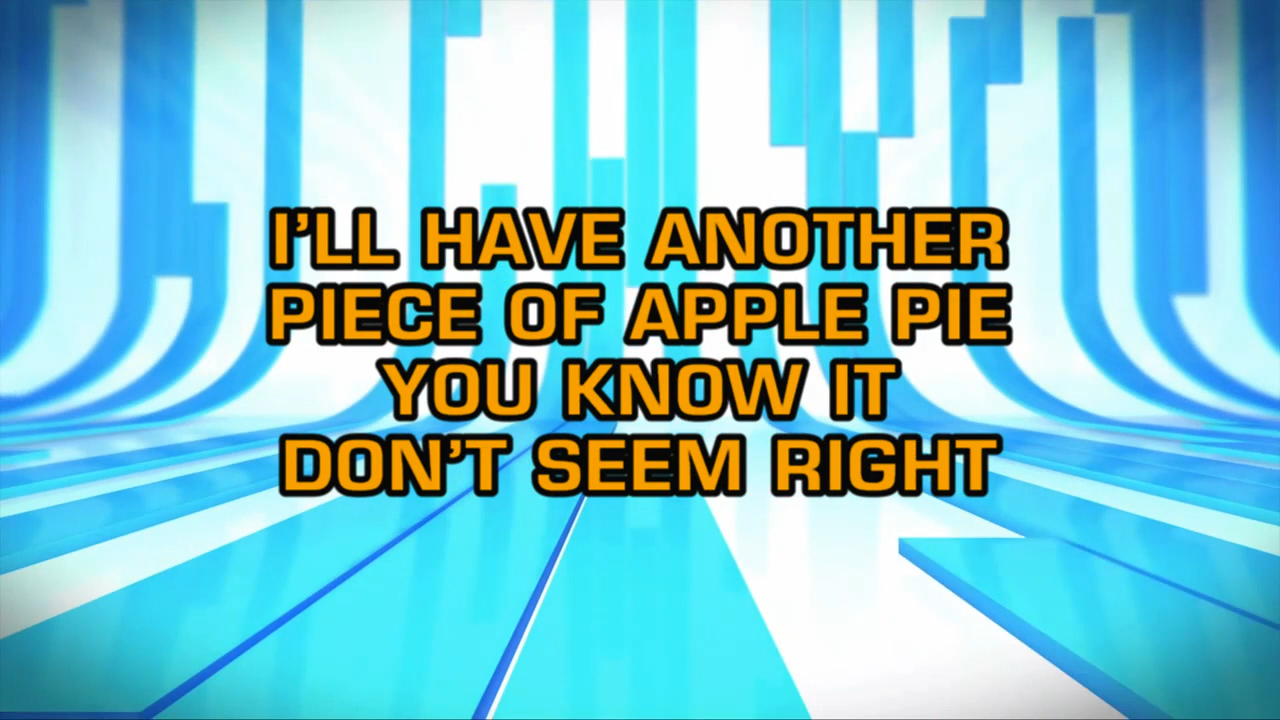 I'LL HAVE ANOTHER
PIECE OF APPLE PIE
YOU KNOW IT
DON'T SEEM RIGHT